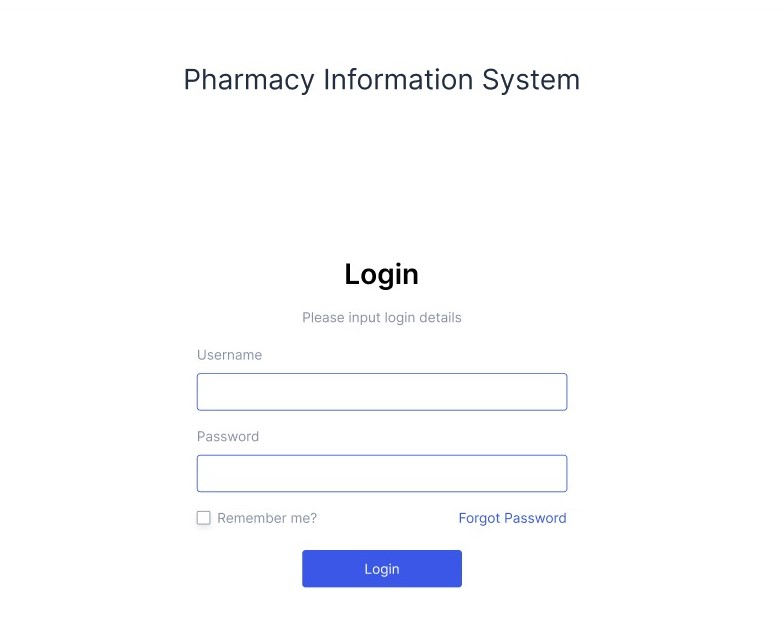 Pharmacy Information System
Login
Please input login details
Username
Password
Remember me?
Forgot Password
Login